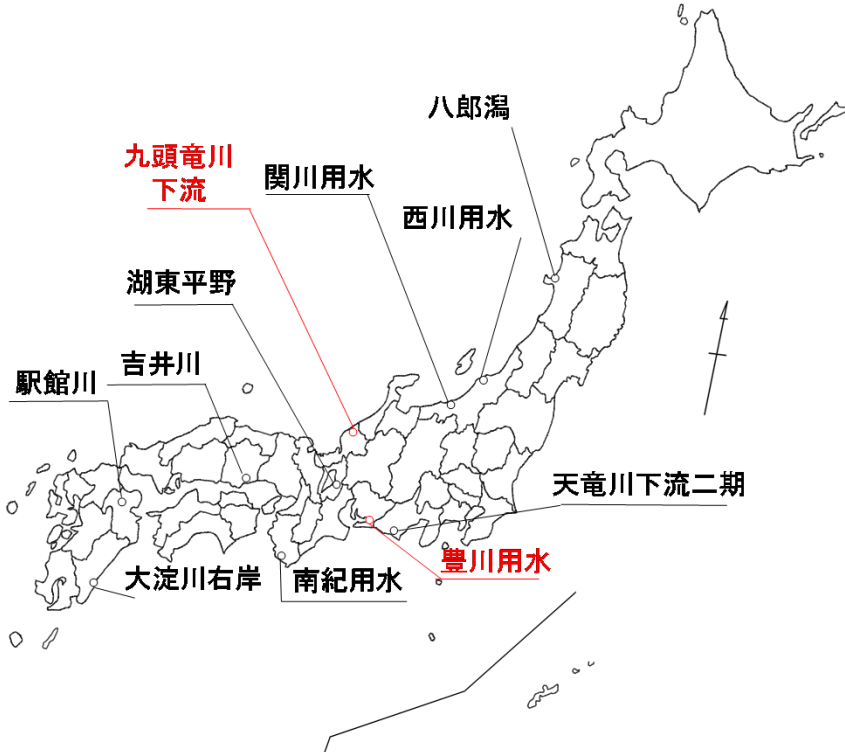 八郎潟
九頭竜川
下流
関川用水
西川用水
湖東平野
吉井川
駅館川
天竜川下流二期
豊川用水
大淀川右岸
南紀用水